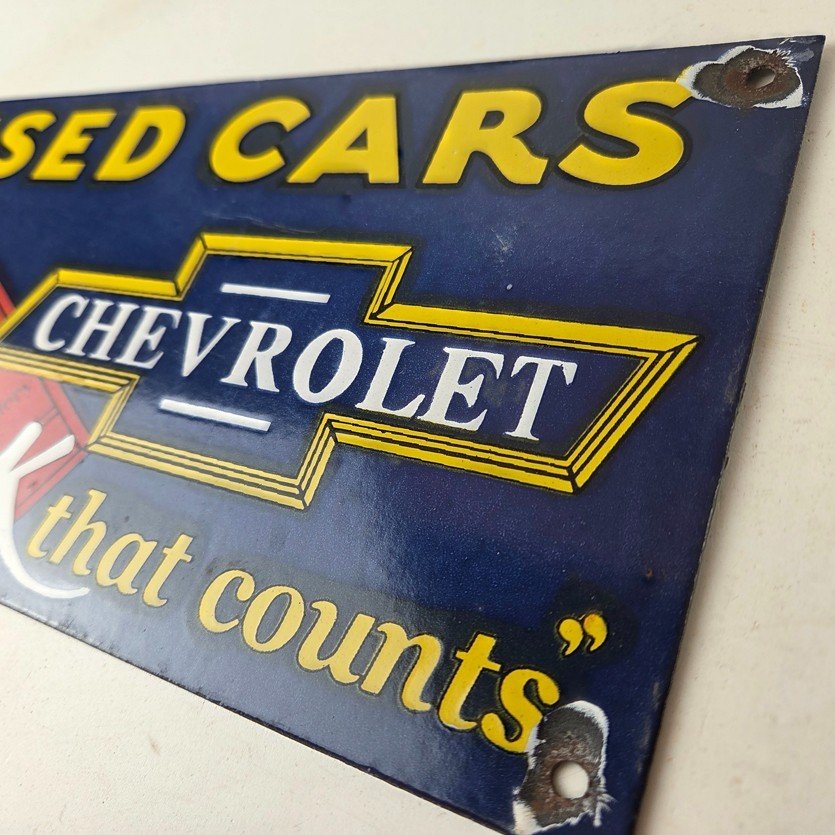 SED CARS
CHEVROLET
K that counts”